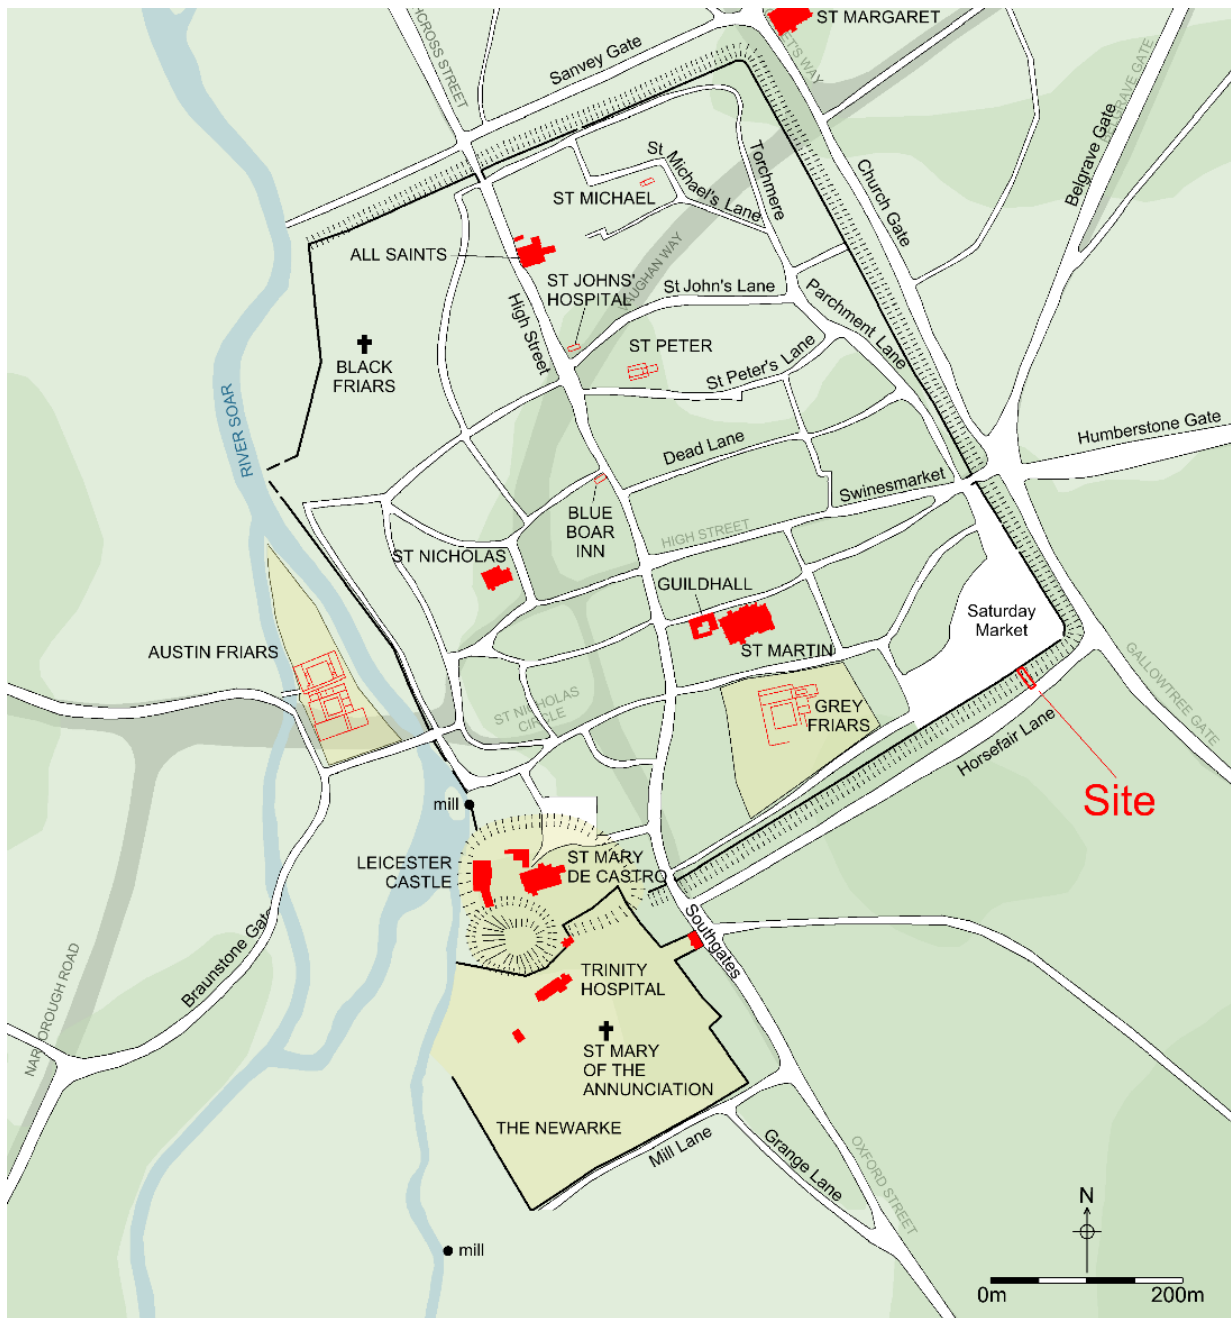 ST MARGARET
Sanvey Gate
Belgrave Gate
Church Gate
Torchmere
St
Michael's Lane
ST MICHAEL
ALL SAINTS
ST JOHNS'
HOSPITAL
St John's Lane
High Street
Parchment Lane
ST PETER
St Peter's Lane
BLACK
FRIARS
RIVER SOAR
Dead Lane
Humberstone Gate
Swinesmarket
HIGH STREET
BLUE
BOAR
INN
ST NICHOLAS
GUILDHALL
ST MARTIN
Saturday
Market
AUSTIN FRIARS
ST NICHOLAS
CIRCLE
GREY
FRIARS
GALLOWTREE GATE
Horsefair Lane
Site
mill
LEICESTER
CASTLE
ST MARY
DE CASTRO
Southgates
Braunstone Gate
NARBOROUGH ROAD
TRINITY
HOSPITAL
ST MARY
OF THE
ANNUNCIATION
THE NEWARKE
Mill Lane
Grange Lane
OXFORD STREET
mill
N
0m
200m